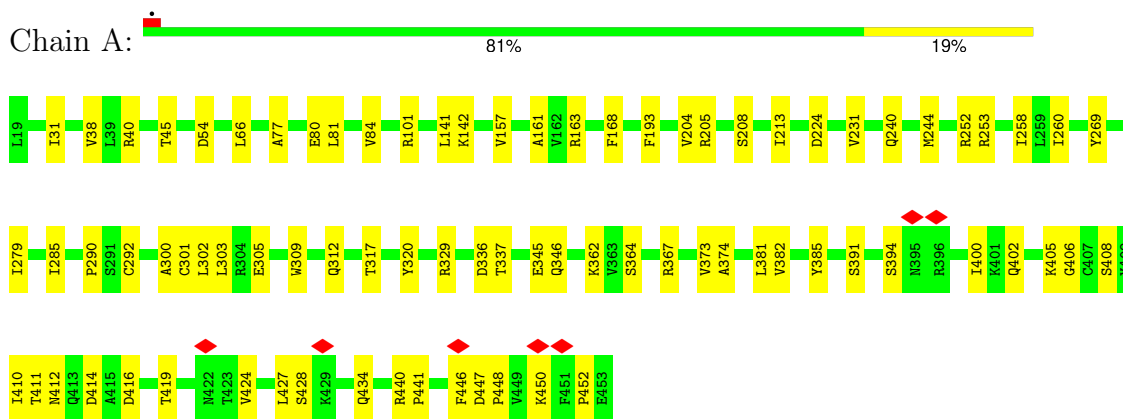 Chain A:
81% 19%
L19 I31 V38 L39 R40 T45 D54 L66 A77 E80 L81 V84 R101 L141 K142 V157 A161 V162 R163 F168 F193 V204 R205 S208 I213 D224 V231 Q240 M244 R252 R253 I258 L259 I260 Y269
I279 I285 P290 S291 C292 A300 C301 L302 L303 R304 E305 W309 Q312 T317 Y320 R329 D336 T337 E345 Q346 K362 V363 S364 R367 V373 A374 L381 V382 Y385 S391 S394 N395 R396 I400 K401 Q402 K405 G406 C407 S408
I410 T411 N412 Q413 D414 A415 D416 T419 N422 T423 V424 L427 S428 K429 Q434 R440 P441 F446 D447 P448 V449 K450 F451 P452 E453